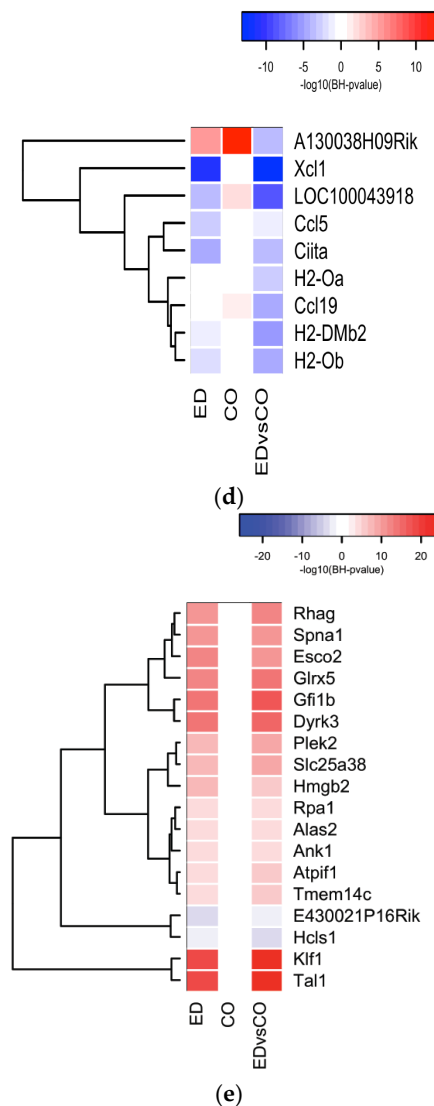 -10 -5 0 5 10
-log10(BH-pvalue)
A130038H09Rik
Xcl1
LOC100043918
Ccl5
Ciita
H2-Oa
Ccl19
H2-DMb2
H2-Ob
ED CO EDvsCO
(d)
-20 -10 0 10 20
-log10(BH-pvalue)
Rhag
Spna1
Esco2
Glrx5
Gfi1b
Dyrk3
Plek2
Slc25a38
Hmgb2
Rpa1
Alas2
Ank1
Atpif1
Tmem14c
E430021P16Rik
Hcls1
Klf1
Tal1
ED CO EDvsCO
(e)